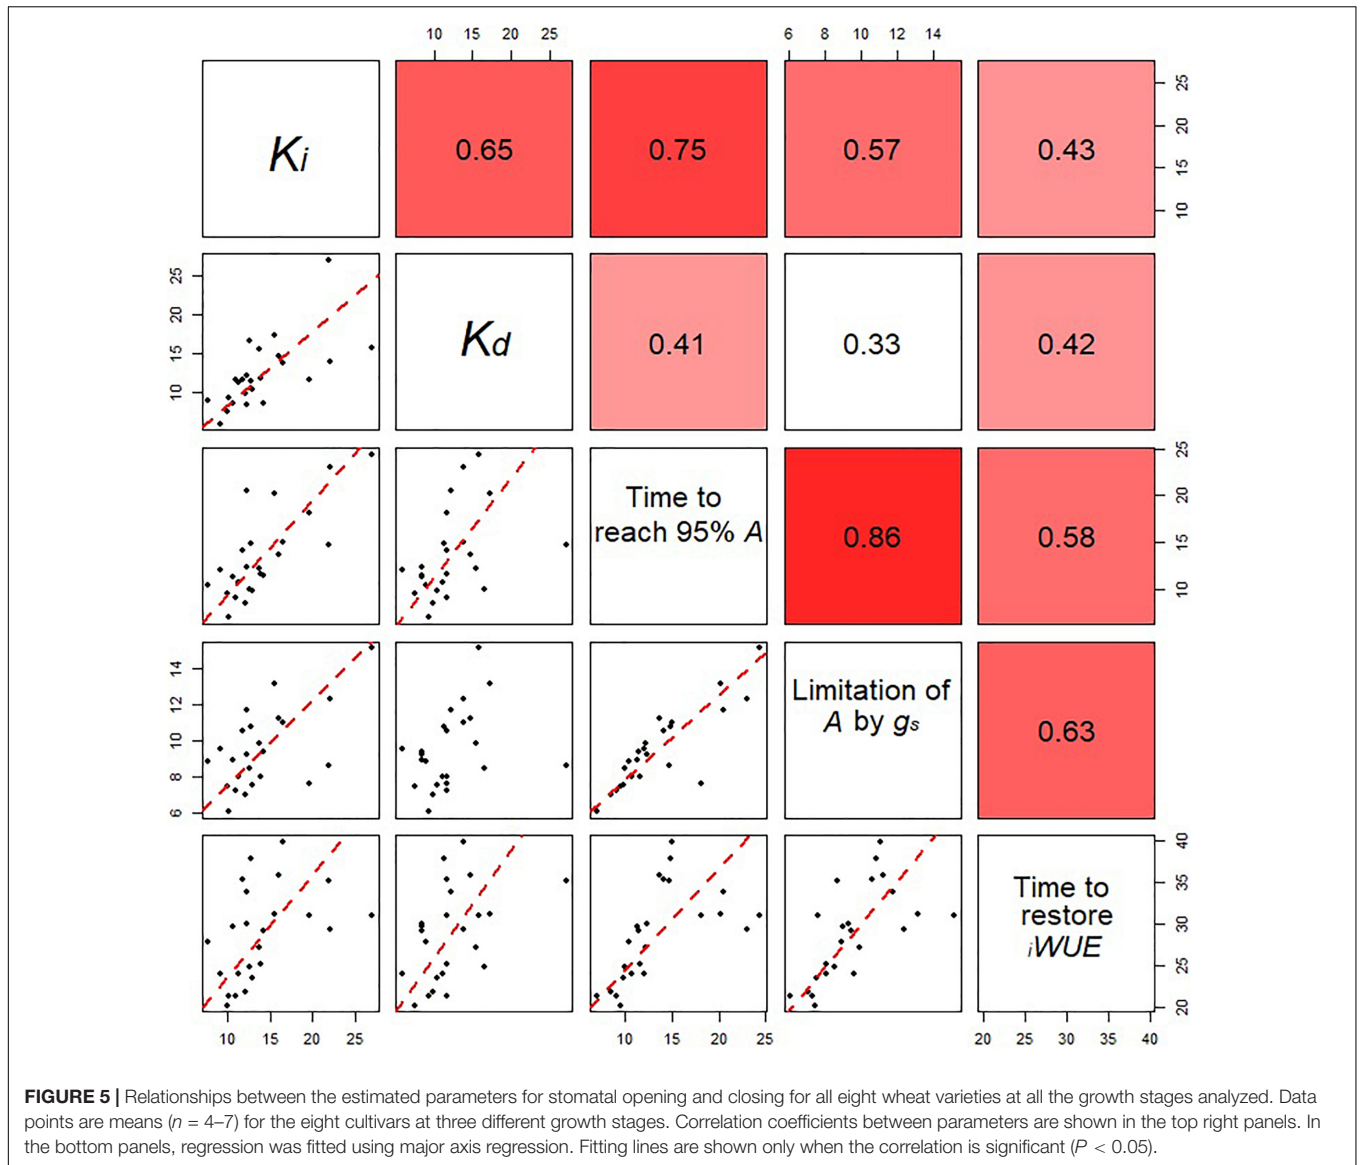 10 15 20 25
6 8 10 12 14
Ki
0.65
0.75
0.57
0.43
25
20
15
10
25
20
15
10
Kd
0.41
0.33
0.42
Time to
reach 95% A
0.86
0.58
25
20
15
10
14
12
10
8
6
Limitation of
A by gs
0.63
Time to
restore
iWUE
40
35
30
25
20
10 15 20 25
10 15 20 25
20 25 30 35 40
FIGURE 5 | Relationships between the estimated parameters for stomatal opening and closing for all eight wheat varieties at all the growth stages analyzed. Data
points are means (n = 4–7) for the eight cultivars at three different growth stages. Correlation coefficients between parameters are shown in the top right panels. In
the bottom panels, regression was fitted using major axis regression. Fitting lines are shown only when the correlation is significant (P < 0.05).